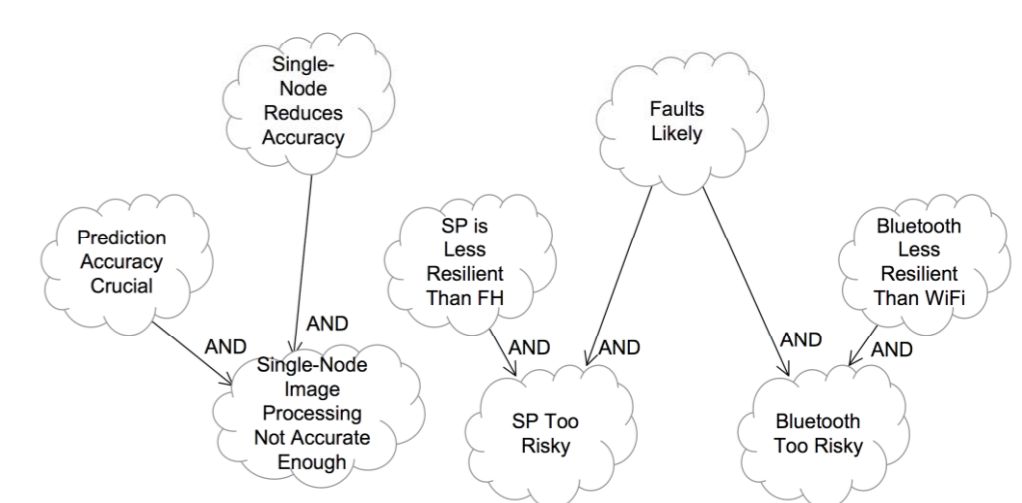 Single-
Node
Reduces
Accuracy
Faults
Likely
Prediction
Accuracy
Crucial
SP is
Less
Resilient
Than FH
Bluetooth
Less
Resilient
Than WiFi
AND
AND
AND
AND
AND
AND
Single-Node
Image
Processing
Not Accurate
Enough
SP Too
Risky
Bluetooth
Too Risky